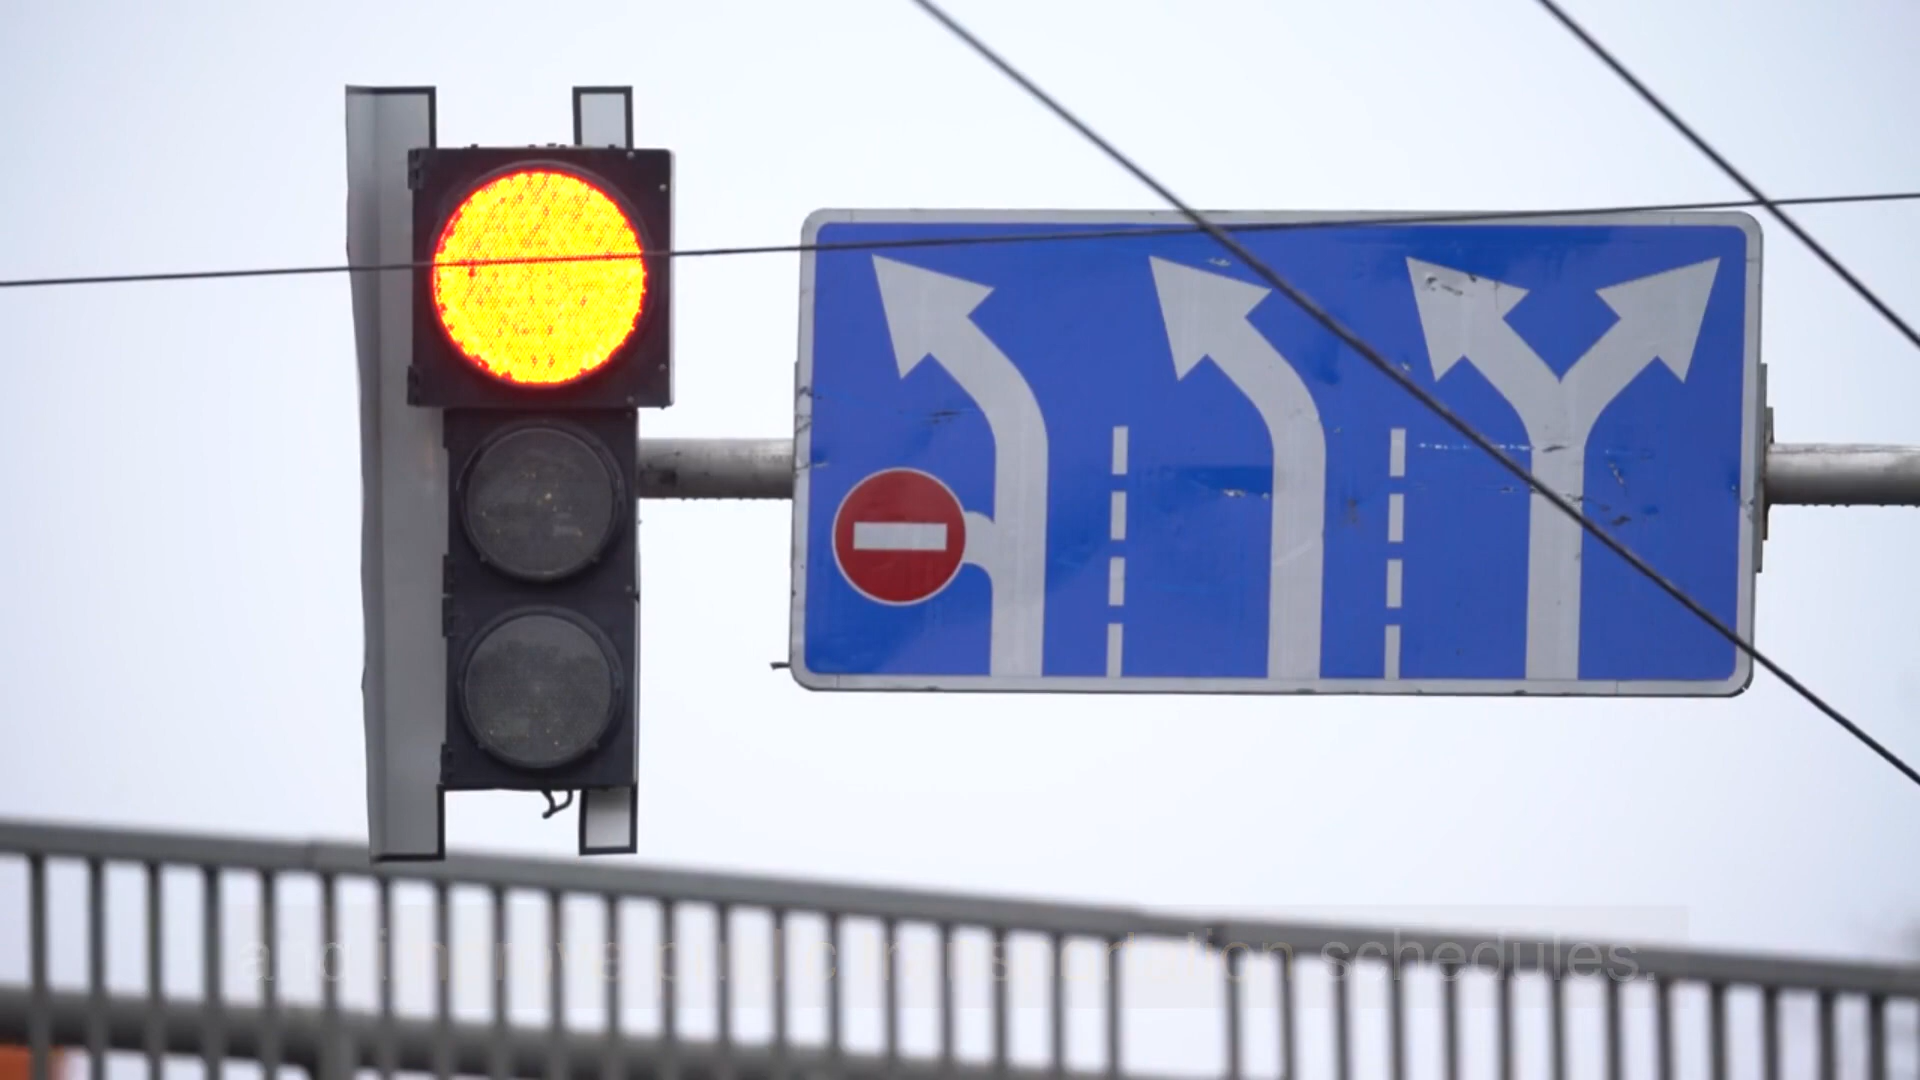 and improve public transportation schedules.